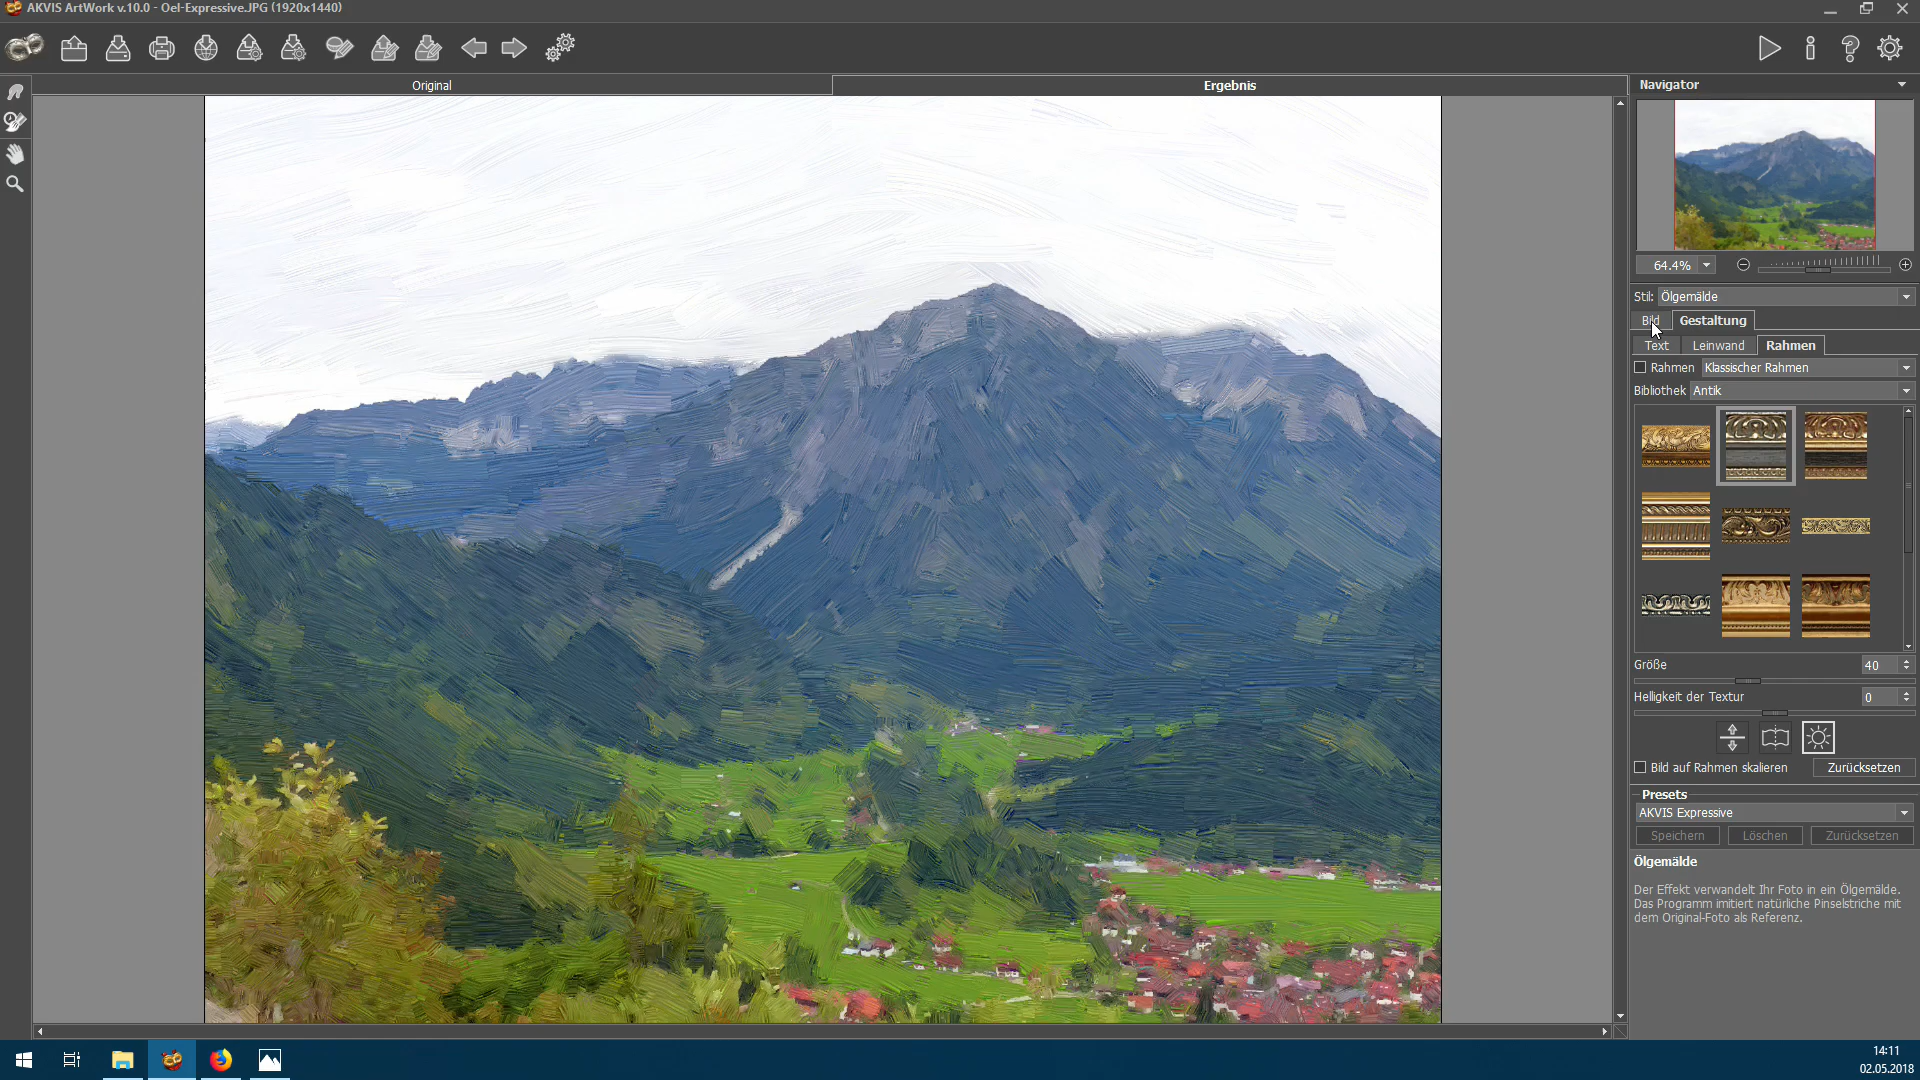 AKVIS ArtWork v.10.0 - Oel-Expressive.JPG (1920x1440)
Original
Ergebnis
Navigator
64.4%
Stil: Ölgemälde
Bild
Gestaltung
Text
Leinwand
Rahmen
Rahmen
Klassischer Rahmen
Bibliothek
Antik
Größe
40
Helligkeit der Textur
0
Bild auf Rahmen skalieren
Zurücksetzen
Presets
AKVIS Expressive
Speichern
Löschen
Zurücksetzen
Ölgemälde
Der Effekt verwandelt Ihr Foto in ein Ölgemälde.
Das Programm imitiert natürliche Pinselstriche mit
dem Original-Foto als Referenz.
14:11
02.05.2018